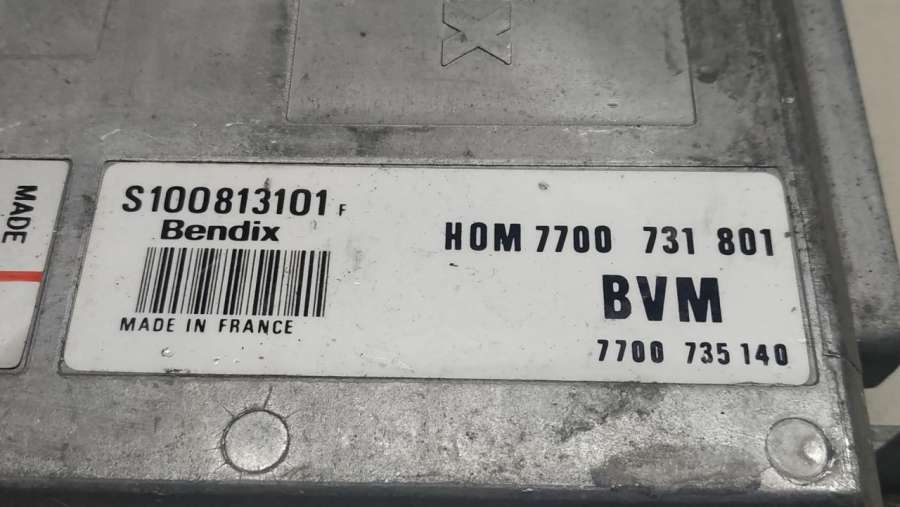 MADE
S100813101 F
Bendix
MADE IN FRANCE
HOM 7700 731 801
BVM
7700 735 140